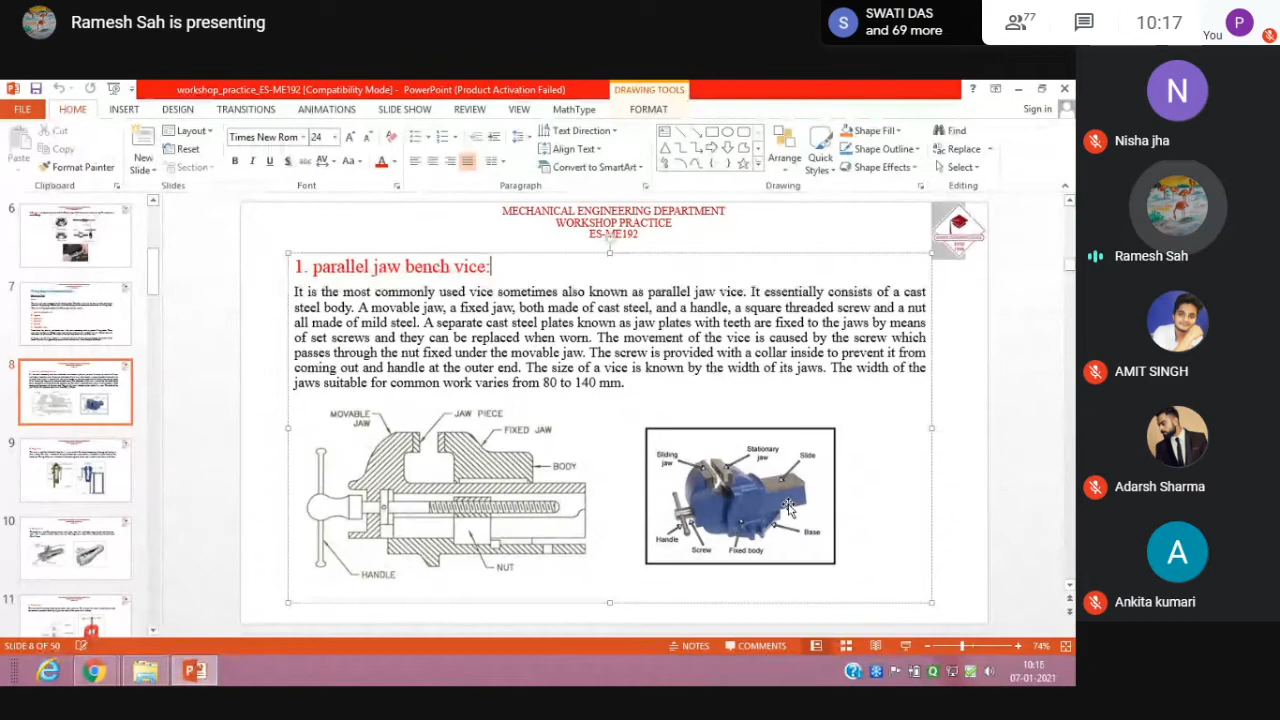 Ramesh Sah is presenting
S
SWATI DAS
and 69 more
77
10:17
You
P
workshop_practice_ES-ME192 [Compatibility Mode] - PowerPoint (Product Activation Failed)
DRAWING TOOLS
FILE HOME INSERT DESIGN TRANSITIONS ANIMATIONS SLIDE SHOW REVIEW VIEW MathType FORMAT
Sign in
Paste
Cut
Copy
Format Painter
Clipboard
New
Slide
Layout
Reset
Section
Slides
Times New Rom 24
Font
Text Direction
Align Text
Convert to SmartArt
Paragraph
Arrange
Quick
Styles
Shape Fill
Shape Outline
Shape Effects
Drawing
Find
Replace
Select
Editing
6
7
8
9
10
11
MECHANICAL ENGINEERING DEPARTMENT
WORKSHOP PRACTICE
ES-ME192
1. parallel jaw bench vice:
It is the most commonly used vice sometimes also known as parallel jaw vice. It essentially consists of a cast
steel body. A movable jaw, a fixed jaw, both made of cast steel, and a handle, a square threaded screw and a nut
all made of mild steel. A separate cast steel plates known as jaw plates with teeth are fixed to the jaws by means
of set screws and they can be replaced when worn. The movement of the vice is caused by the screw which
passes through the nut fixed under the movable jaw. The screw is provided with a collar inside to prevent it from
coming out and handle at the outer end. The size of a vice is known by the width of its jaws. The width of the
jaws suitable for common work varies from 80 to 140 mm.
MOVABLE
JAW
JAW PIECE
FIXED JAW
BODY
NUT
HANDLE
Sliding
jaw
Stationary
jaw
Slide
Handle
Screw
Fixed body
Base
SLIDE 8 OF 50
NOTES
COMMENTS
74%
10:15
07-01-2021
N
Nisha jha
Ramesh Sah
AMIT SINGH
Adarsh Sharma
A
Ankita kumari